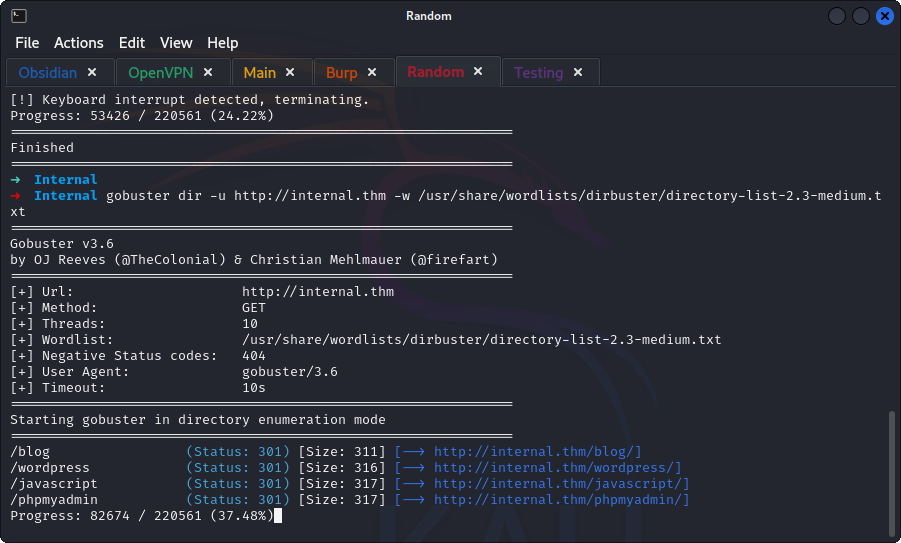 Random
File Actions Edit View Help
Obsidian × OpenVPN × Main × Burp × Random × Testing ×
[!] Keyboard interrupt detected, terminating.
Progress: 53426 / 220561 (24.22%)
===============================================================
Finished
===============================================================
→ Internal
→ Internal gobuster dir -u http://internal.thm -w /usr/share/wordlists/dirbuster/directory-list-2.3-medium.t
xt
===============================================================
Gobuster v3.6
by OJ Reeves (@TheColonial) & Christian Mehlmauer (@firefart)
===============================================================
[+] Url:                     http://internal.thm
[+] Method:                  GET
[+] Threads:                 10
[+] Wordlist:                /usr/share/wordlists/dirbuster/directory-list-2.3-medium.txt
[+] Negative Status codes:   404
[+] User Agent:              gobuster/3.6
[+] Timeout:                 10s
===============================================================
Starting gobuster in directory enumeration mode
===============================================================
/blog                 (Status: 301) [Size: 311] [--> http://internal.thm/blog/]
/wordpress            (Status: 301) [Size: 316] [--> http://internal.thm/wordpress/]
/javascript           (Status: 301) [Size: 317] [--> http://internal.thm/javascript/]
/phpmyadmin           (Status: 301) [Size: 317] [--> http://internal.thm/phpmyadmin/]
Progress: 82674 / 220561 (37.48%)
KALI